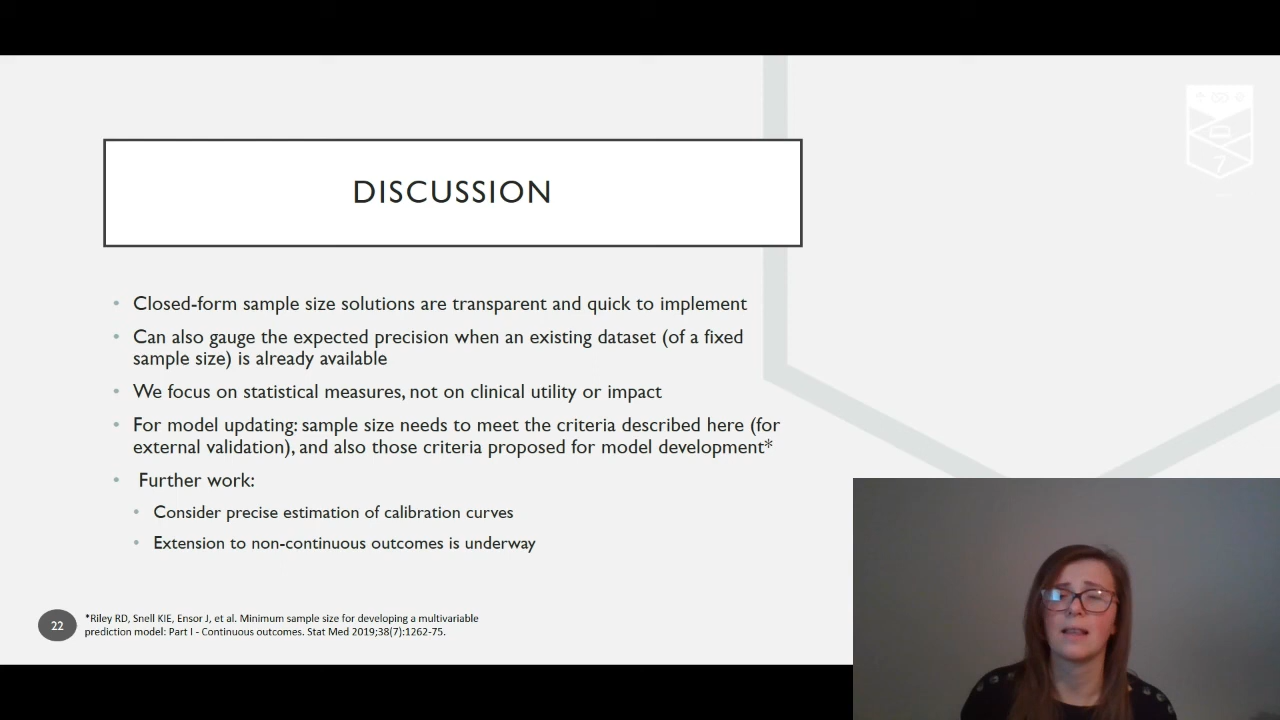 DISCUSSION
• Closed-form sample size solutions are transparent and quick to implement
• Can also gauge the expected precision when an existing dataset (of a fixed
sample size) is already available
• We focus on statistical measures, not on clinical utility or impact
• For model updating: sample size needs to meet the criteria described here (for
external validation), and also those criteria proposed for model development*
• Further work:
• Consider precise estimation of calibration curves
• Extension to non-continuous outcomes is underway
22
*Riley RD, Snell KIE, Ensor J, et al. Minimum sample size for developing a multivariable
prediction model: Part I - Continuous outcomes. Stat Med 2019;38(7):1262-75.